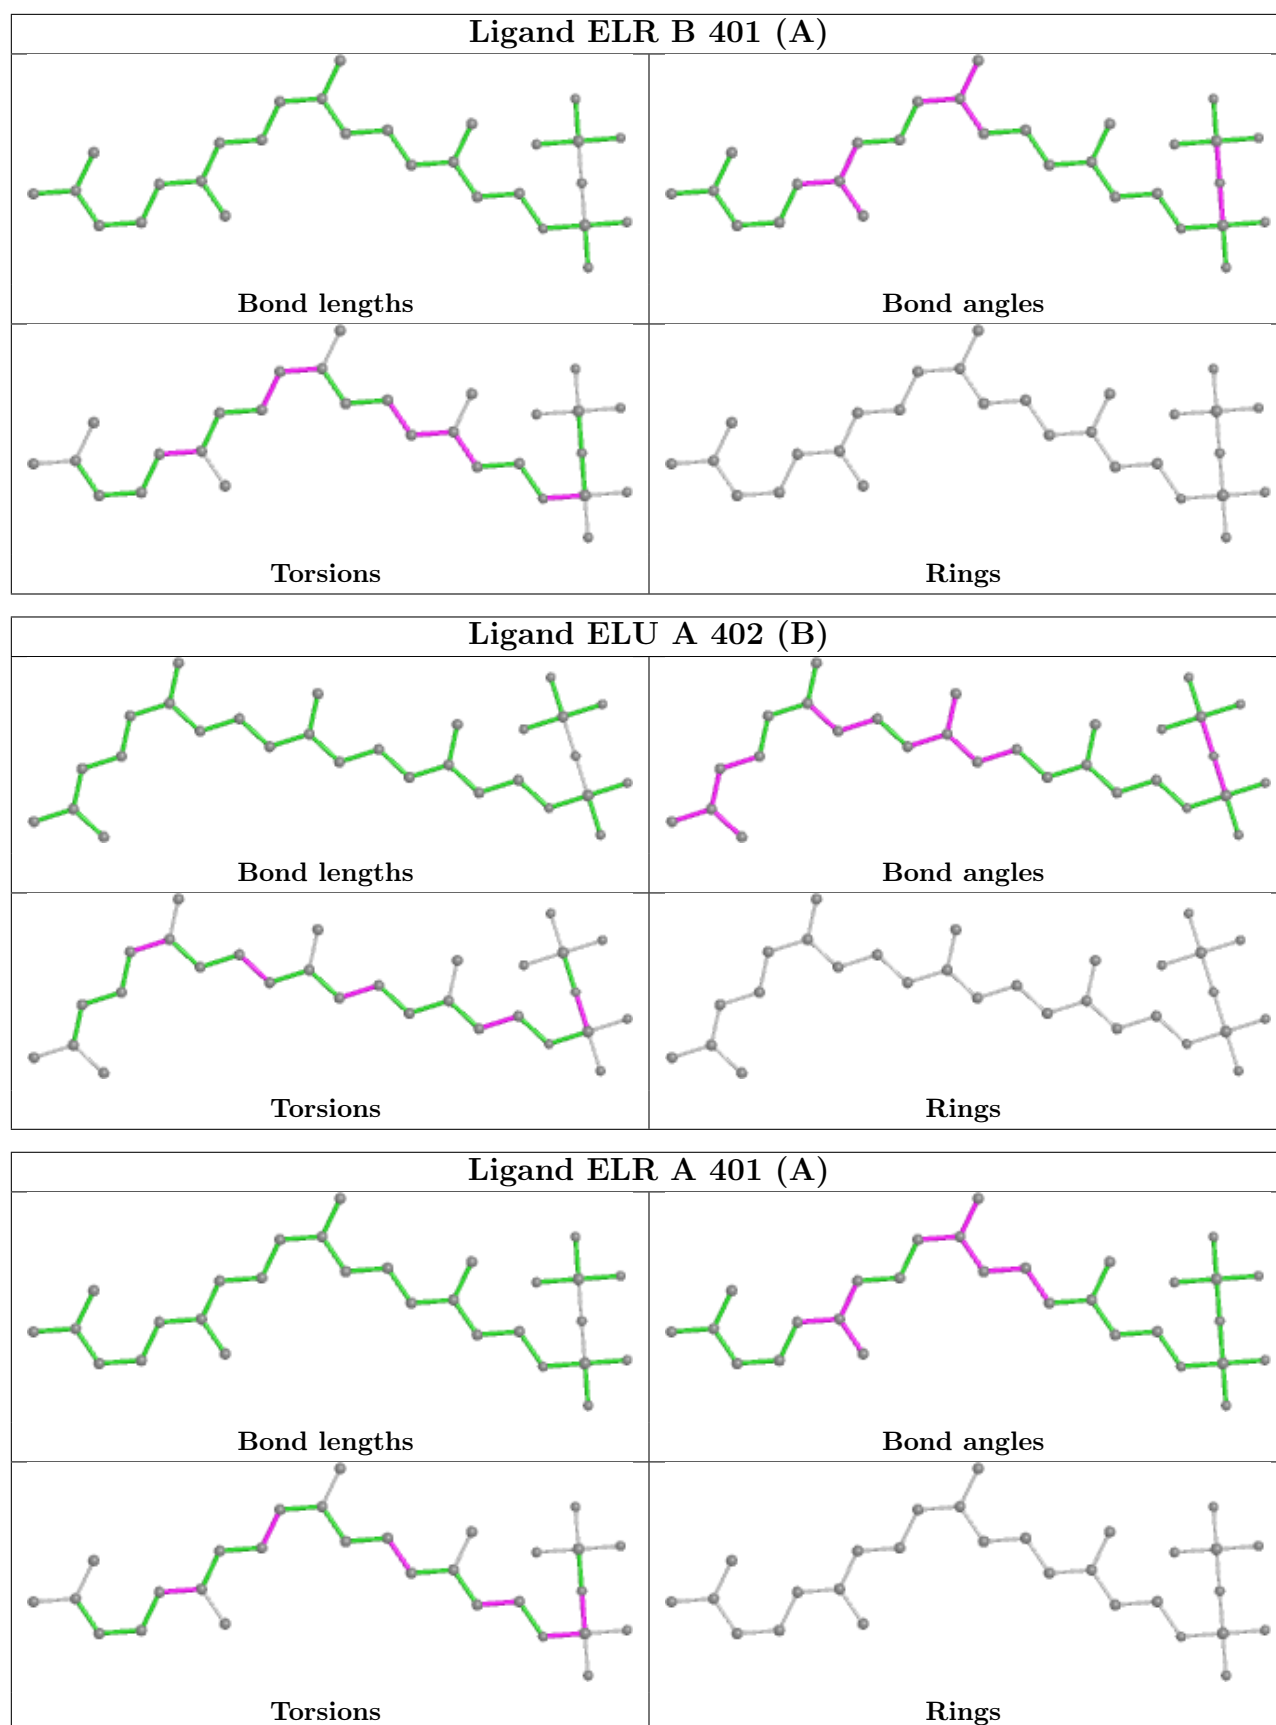 Ligand ELR B 401 (A)
Bond lengths
Bond angles
Torsions
Rings
Ligand ELU A 402 (B)
Bond lengths
Bond angles
Torsions
Rings
Ligand ELR A 401 (A)
Bond lengths
Bond angles
Torsions
Rings